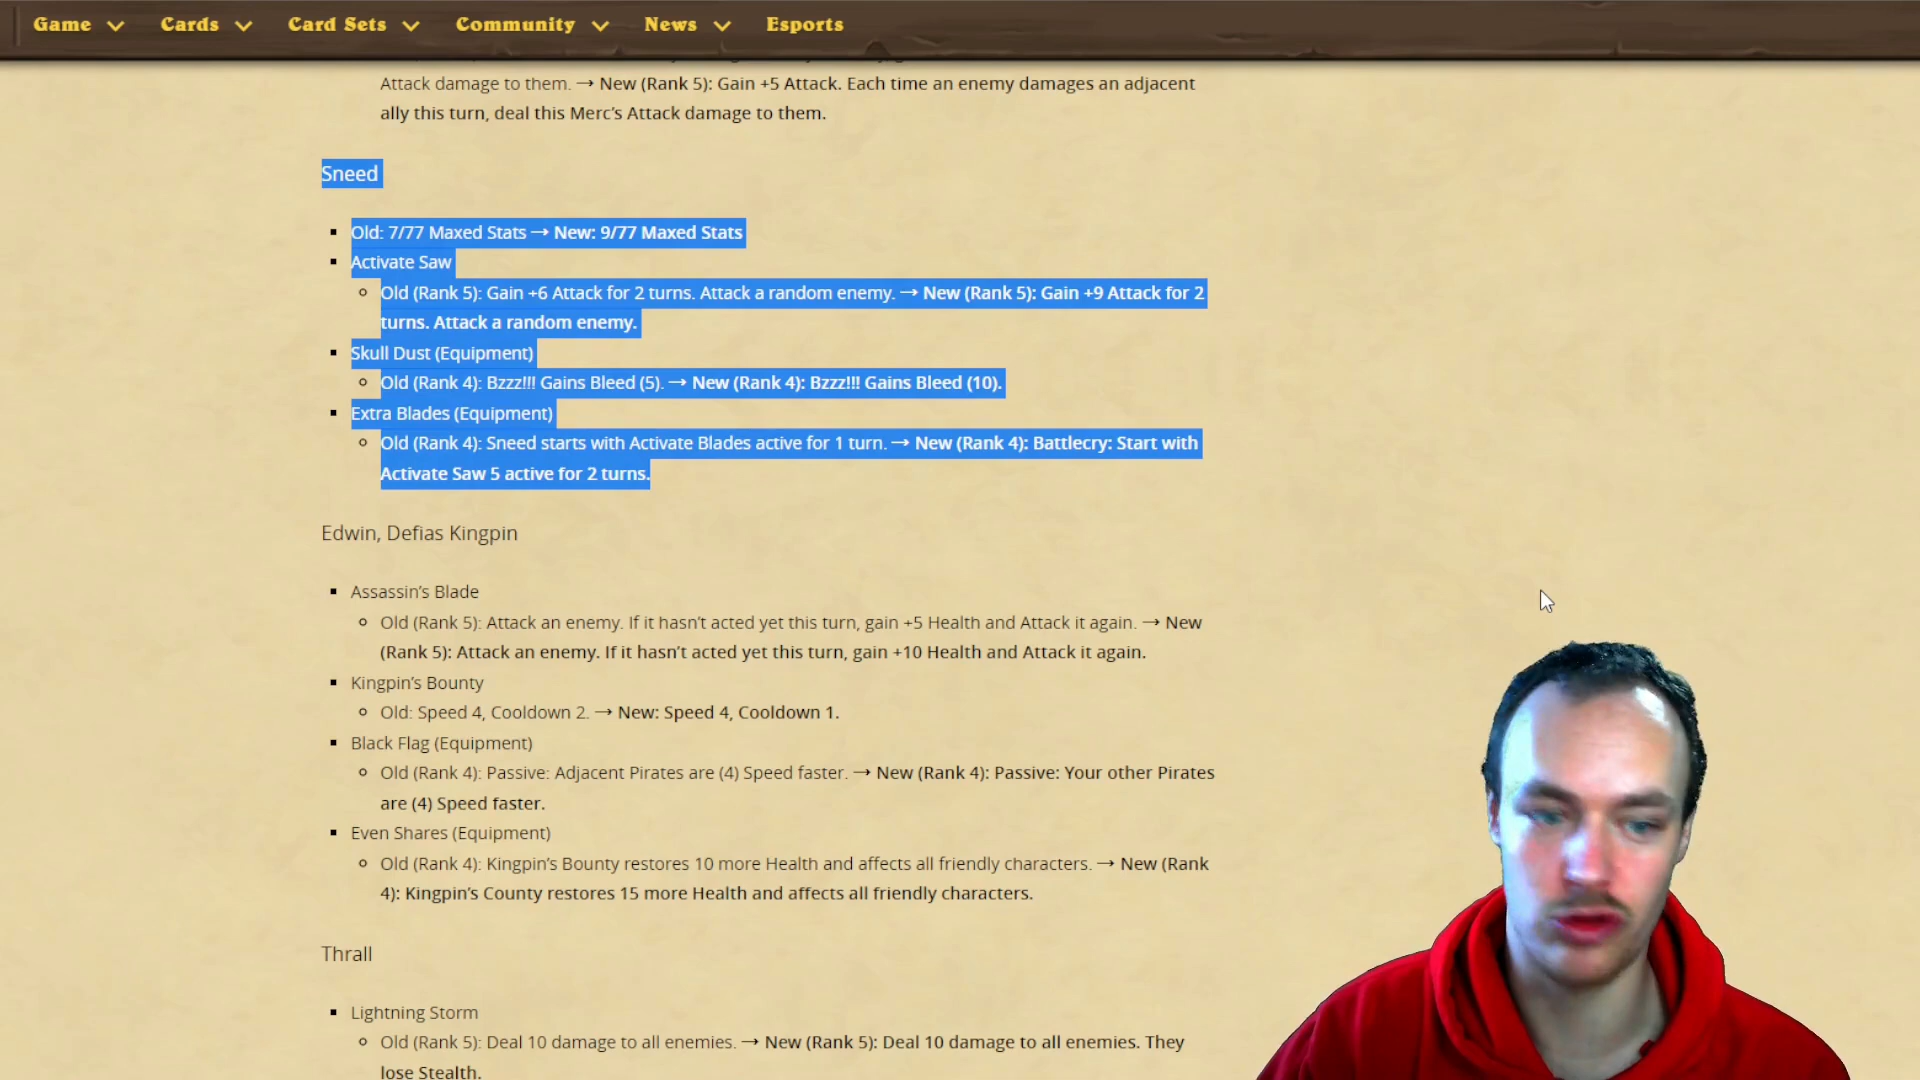 Game Cards Card Sets Community News Esports
Attack damage to them. → New (Rank 5): Gain +5 Attack. Each time an enemy damages an adjacent
ally this turn, deal this Merc's Attack damage to them.
Sneed
Old: 7/77 Maxed Stats → New: 9/77 Maxed Stats
Activate Saw
Old (Rank 5): Gain +6 Attack for 2 turns. Attack a random enemy. → New (Rank 5): Gain +9 Attack for 2
turns. Attack a random enemy.
Skull Dust (Equipment)
Old (Rank 4): Bzzz!!! Gains Bleed (5). → New (Rank 4): Bzzz!!! Gains Bleed (10).
Extra Blades (Equipment)
Old (Rank 4): Sneed starts with Activate Blades active for 1 turn. → New (Rank 4): Battlecry: Start with
Activate Saw 5 active for 2 turns.
Edwin, Defias Kingpin
Assassin's Blade
Old (Rank 5): Attack an enemy. If it hasn't acted yet this turn, gain +5 Health and Attack it again. → New
(Rank 5): Attack an enemy. If it hasn't acted yet this turn, gain +10 Health and Attack it again.
Kingpin's Bounty
Old: Speed 4, Cooldown 2. → New: Speed 4, Cooldown 1.
Black Flag (Equipment)
Old (Rank 4): Passive: Adjacent Pirates are (4) Speed faster. → New (Rank 4): Passive: Your other Pirates
are (4) Speed faster.
Even Shares (Equipment)
Old (Rank 4): Kingpin's Bounty restores 10 more Health and affects all friendly characters. → New (Rank
4): Kingpin's County restores 15 more Health and affects all friendly characters.
Thrall
Lightning Storm
Old (Rank 5): Deal 10 damage to all enemies. → New (Rank 5): Deal 10 damage to all enemies. They
lose Stealth.